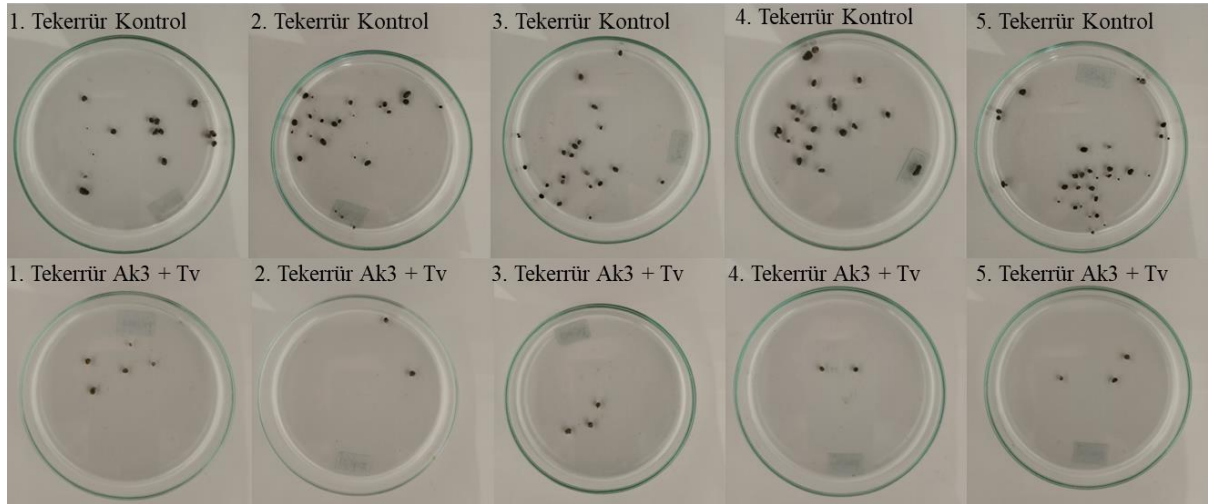 1. Tekerrür Kontrol
2. Tekerrür Kontrol
3. Tekerrür Kontrol
4. Tekerrür Kontrol
5. Tekerrür Kontrol
1. Tekerrür Ak3 + Tv
2. Tekerrür Ak3 + Tv
3. Tekerrür Ak3 + Tv
4. Tekerrür Ak3 + Tv
5. Tekerrür Ak3 + Tv